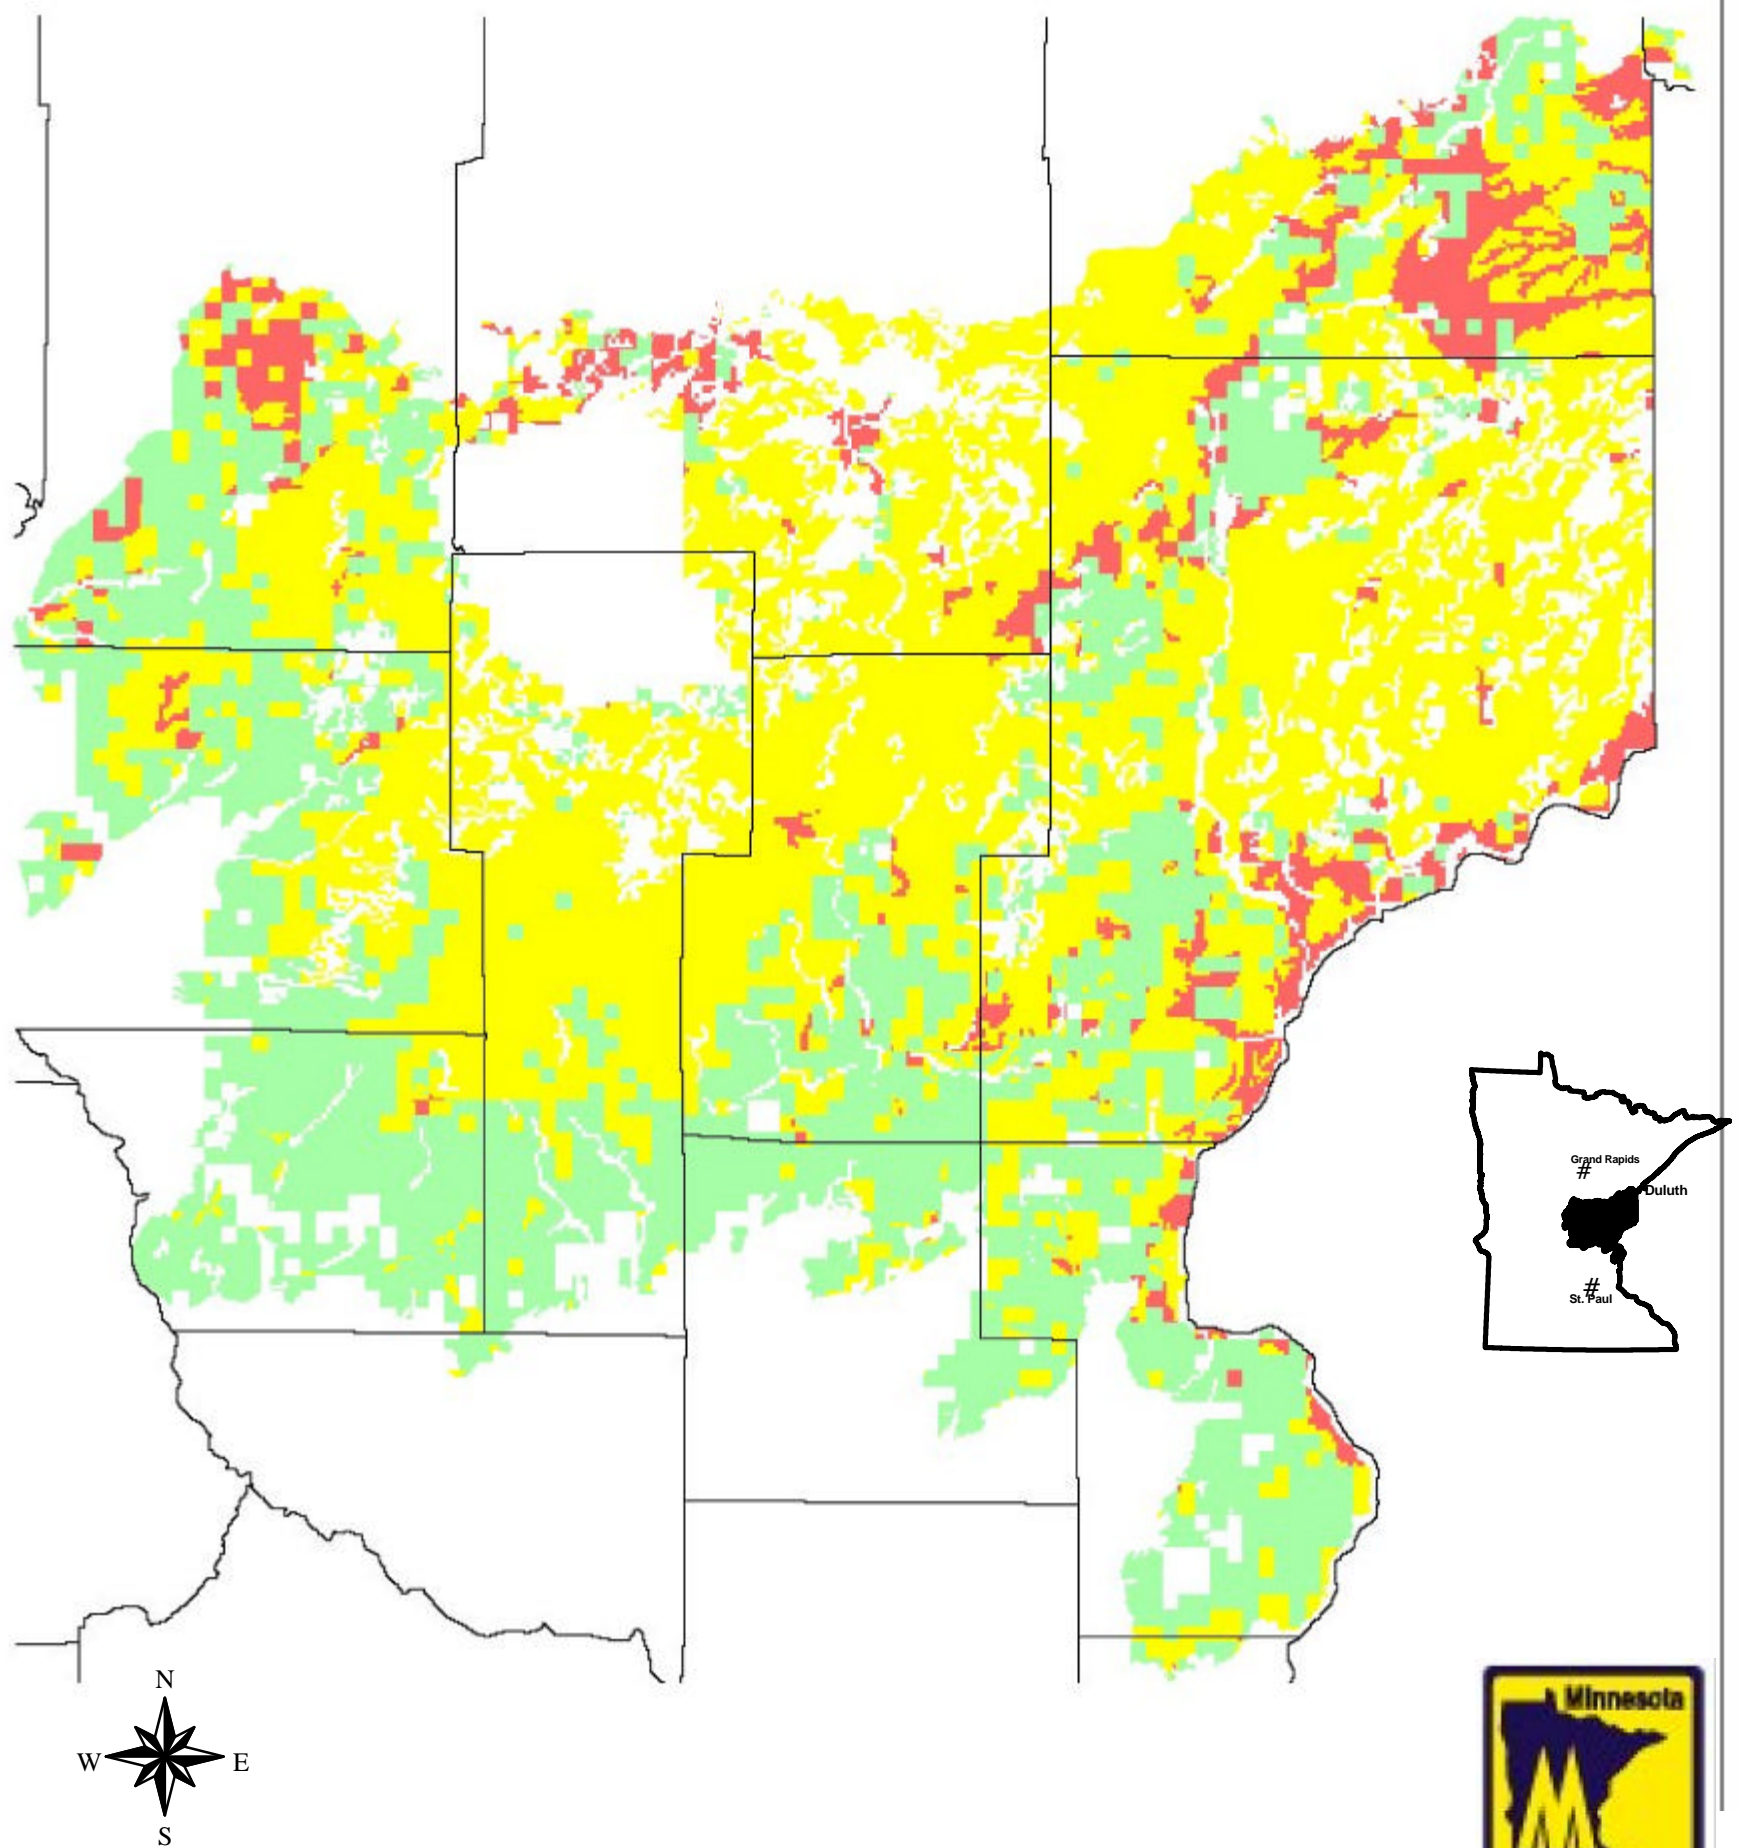 Grand Rapids
#
Duluth
#
St. Paul
N
W E
S
Minnesota
M